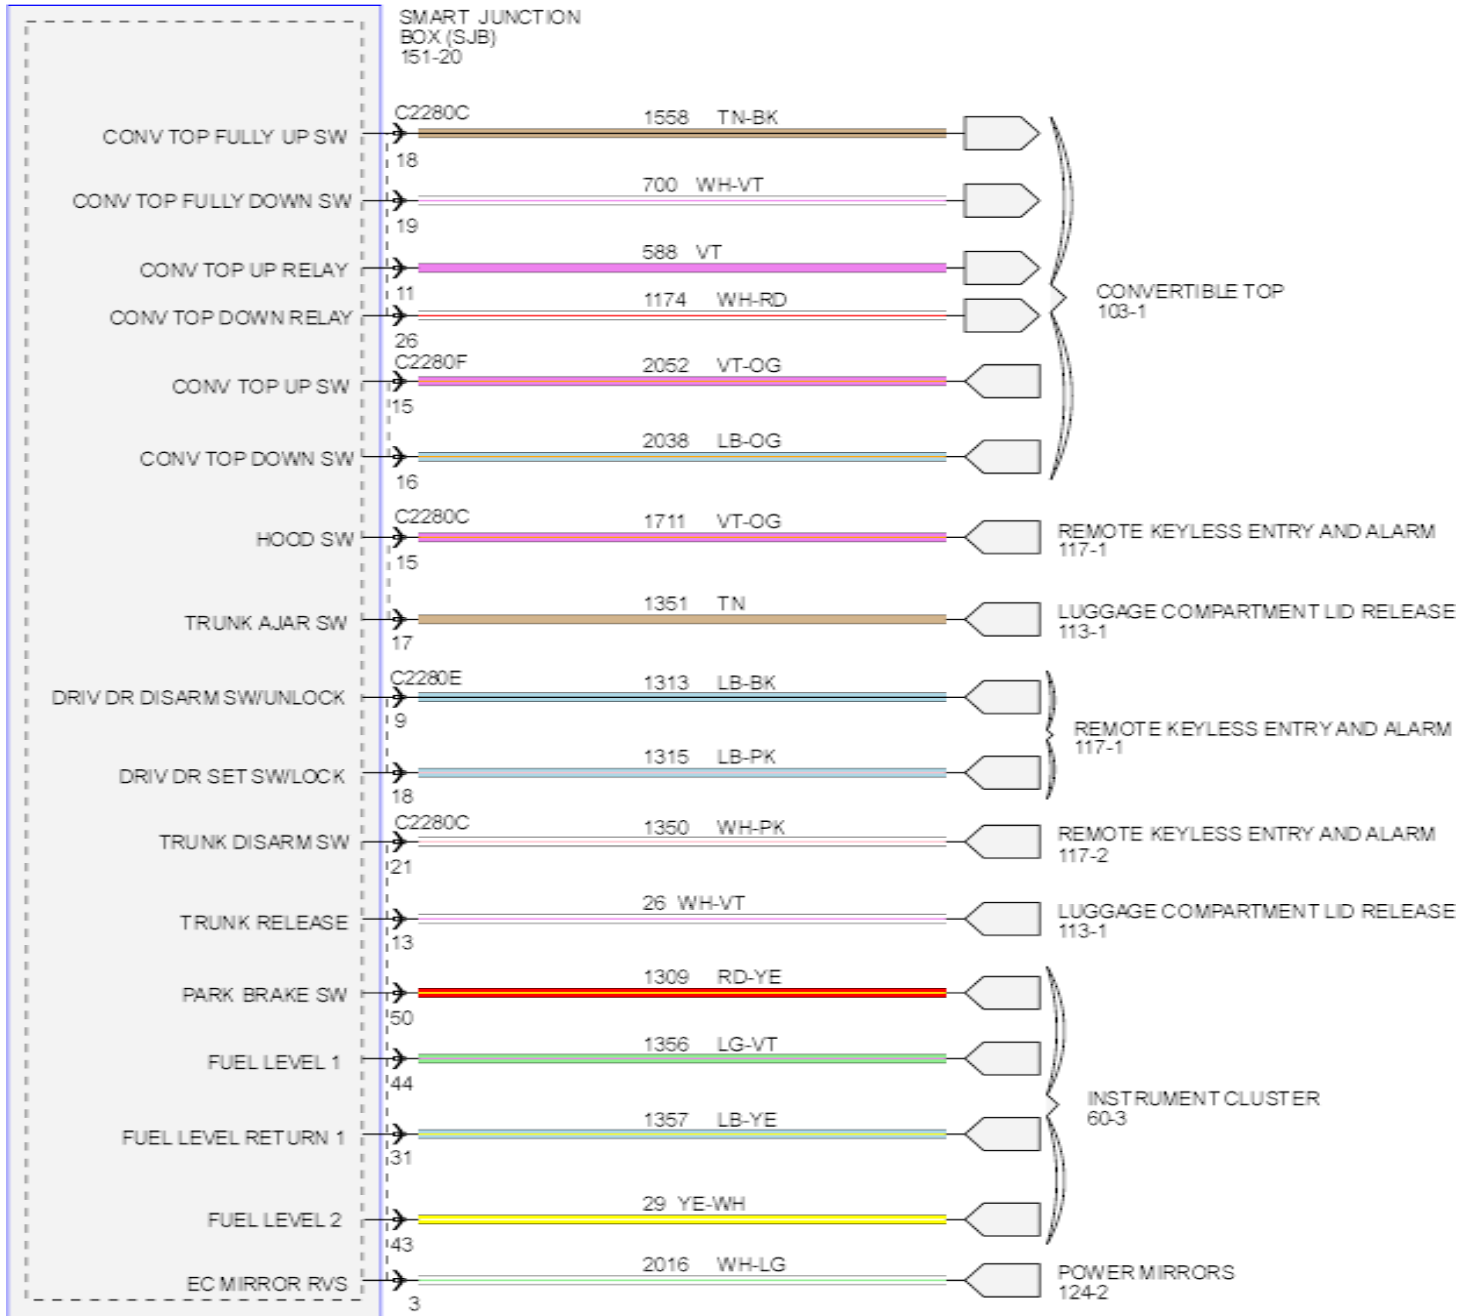 SMART JUNCTION
BOX (SJB)
151-20
C2280C
CONV TOP FULLY UP SW
1558 TN-BK
18
CONV TOP FULLY DOWN SW
700 WH-VT
19
CONV TOP UP RELAY
588 VT
11
CONV TOP DOWN RELAY
1174 WH-RD
26
CONVERTIBLE TOP
103-1
C2280F
CONV TOP UP SW
2052 VT-OG
15
CONV TOP DOWN SW
2038 LB-OG
16
C2280C
HOOD SW
1711 VT-OG
15
REMOTE KEYLESS ENTRY AND ALARM
117-1
TRUNK AJAR SW
1351 TN
17
LUGGAGE COMPARTMENT LID RELEASE
113-1
C2280E
DRIV DR DISARM SW/UNLOCK
1313 LB-BK
9
REMOTE KEYLESS ENTRY AND ALARM
117-1
DRIV DR SET SW/LOCK
1315 LB-PK
18
C2280C
TRUNK DISARM SW
1350 WH-PK
21
REMOTE KEYLESS ENTRY AND ALARM
117-2
TRUNK RELEASE
26 WH-VT
13
LUGGAGE COMPARTMENT LID RELEASE
113-1
PARK BRAKE SW
1309 RD-YE
50
FUEL LEVEL 1
1356 LG-VT
44
INSTRUMENT CLUSTER
60-3
FUEL LEVEL RETURN 1
1357 LB-YE
31
FUEL LEVEL 2
29 YE-WH
43
EC MIRROR RVS
2016 WH-LG
3
POWER MIRRORS
124-2